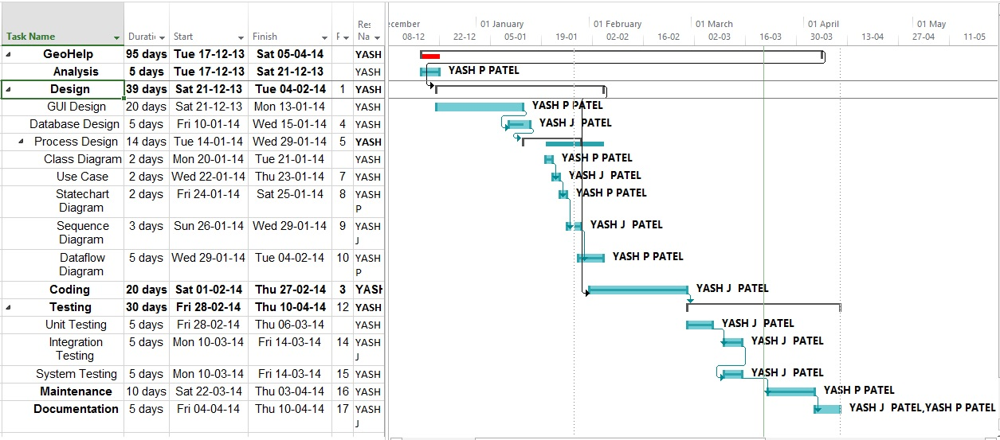 Res
ecember 01 January 01 February 01 March 01 April 01 May
Task Name Duratic Start Finish F Na 08-12 22-12 05-01 19-01 02-02 16-02 02-03 16-03 30-03 13-04 27-04 11-05
GeoHelp 95 days Tue 17-12-13 Sat 05-04-14 YASH
Analysis 5 days Tue 17-12-13 Sat 21-12-13 YASH YASH P PATEL
Design 39 days Sat 21-12-13 Tue 04-02-14 1 YASH
GUI Design 20 days Sat 21-12-13 Mon 13-01-14 YASH YASH P PATEL
Database Design 5 days Fri 10-01-14 Wed 15-01-14 4 YASH YASH J PATEL
Process Design 14 days Tue 14-01-14 Wed 29-01-14 5 YASH
Class Diagram 2 days Mon 20-01-14 Tue 21-01-14 YASH YASH P PATEL
Use Case 2 days Wed 22-01-14 Thu 23-01-14 7 YASH YASH J PATEL
Statechart 2 days Fri 24-01-14 Sat 25-01-14 8 YASH YASH P PATEL
Diagram P
Sequence 3 days Sun 26-01-14 Wed 29-01-14 9 YASH YASH J PATEL
Diagram J
Dataflow 5 days Wed 29-01-14 Tue 04-02-14 10 YASH YASH P PATEL
Diagram P
Coding 20 days Sat 01-02-14 Thu 27-02-14 3 YASH YASH J PATEL
Testing 30 days Fri 28-02-14 Thu 10-04-14 12 YASH
Unit Testing 5 days Fri 28-02-14 Thu 06-03-14 YASH YASH J PATEL
Integration 5 days Mon 10-03-14 Fri 14-03-14 14 YASH YASH J PATEL
Testing J
System Testing 5 days Mon 10-03-14 Fri 14-03-14 15 YASH YASH J PATEL
Maintenance 10 days Sat 22-03-14 Thu 03-04-14 16 YASH YASH P PATEL
Documentation 5 days Fri 04-04-14 Thu 10-04-14 17 YASH YASH J PATEL,YASH P PATEL
J